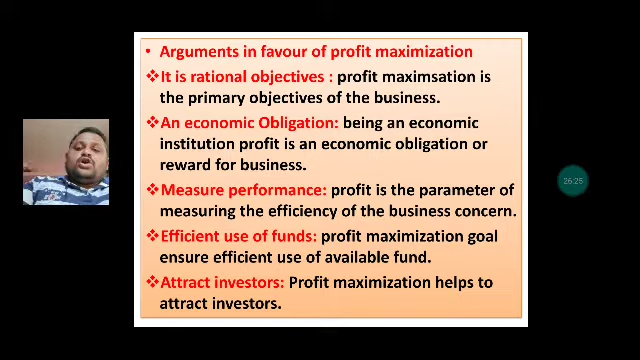 • Arguments in favour of profit maximization
❖It is rational objectives : profit maximsation is
the primary objectives of the business.
❖An economic Obligation: being an economic
institution profit is an economic obligation or
reward for business.
❖Measure performance: profit is the parameter of
measuring the efficiency of the business concern.
❖Efficient use of funds: profit maximization goal
ensure efficient use of available fund.
❖Attract investors: Profit maximization helps to
attract investors.
26:25